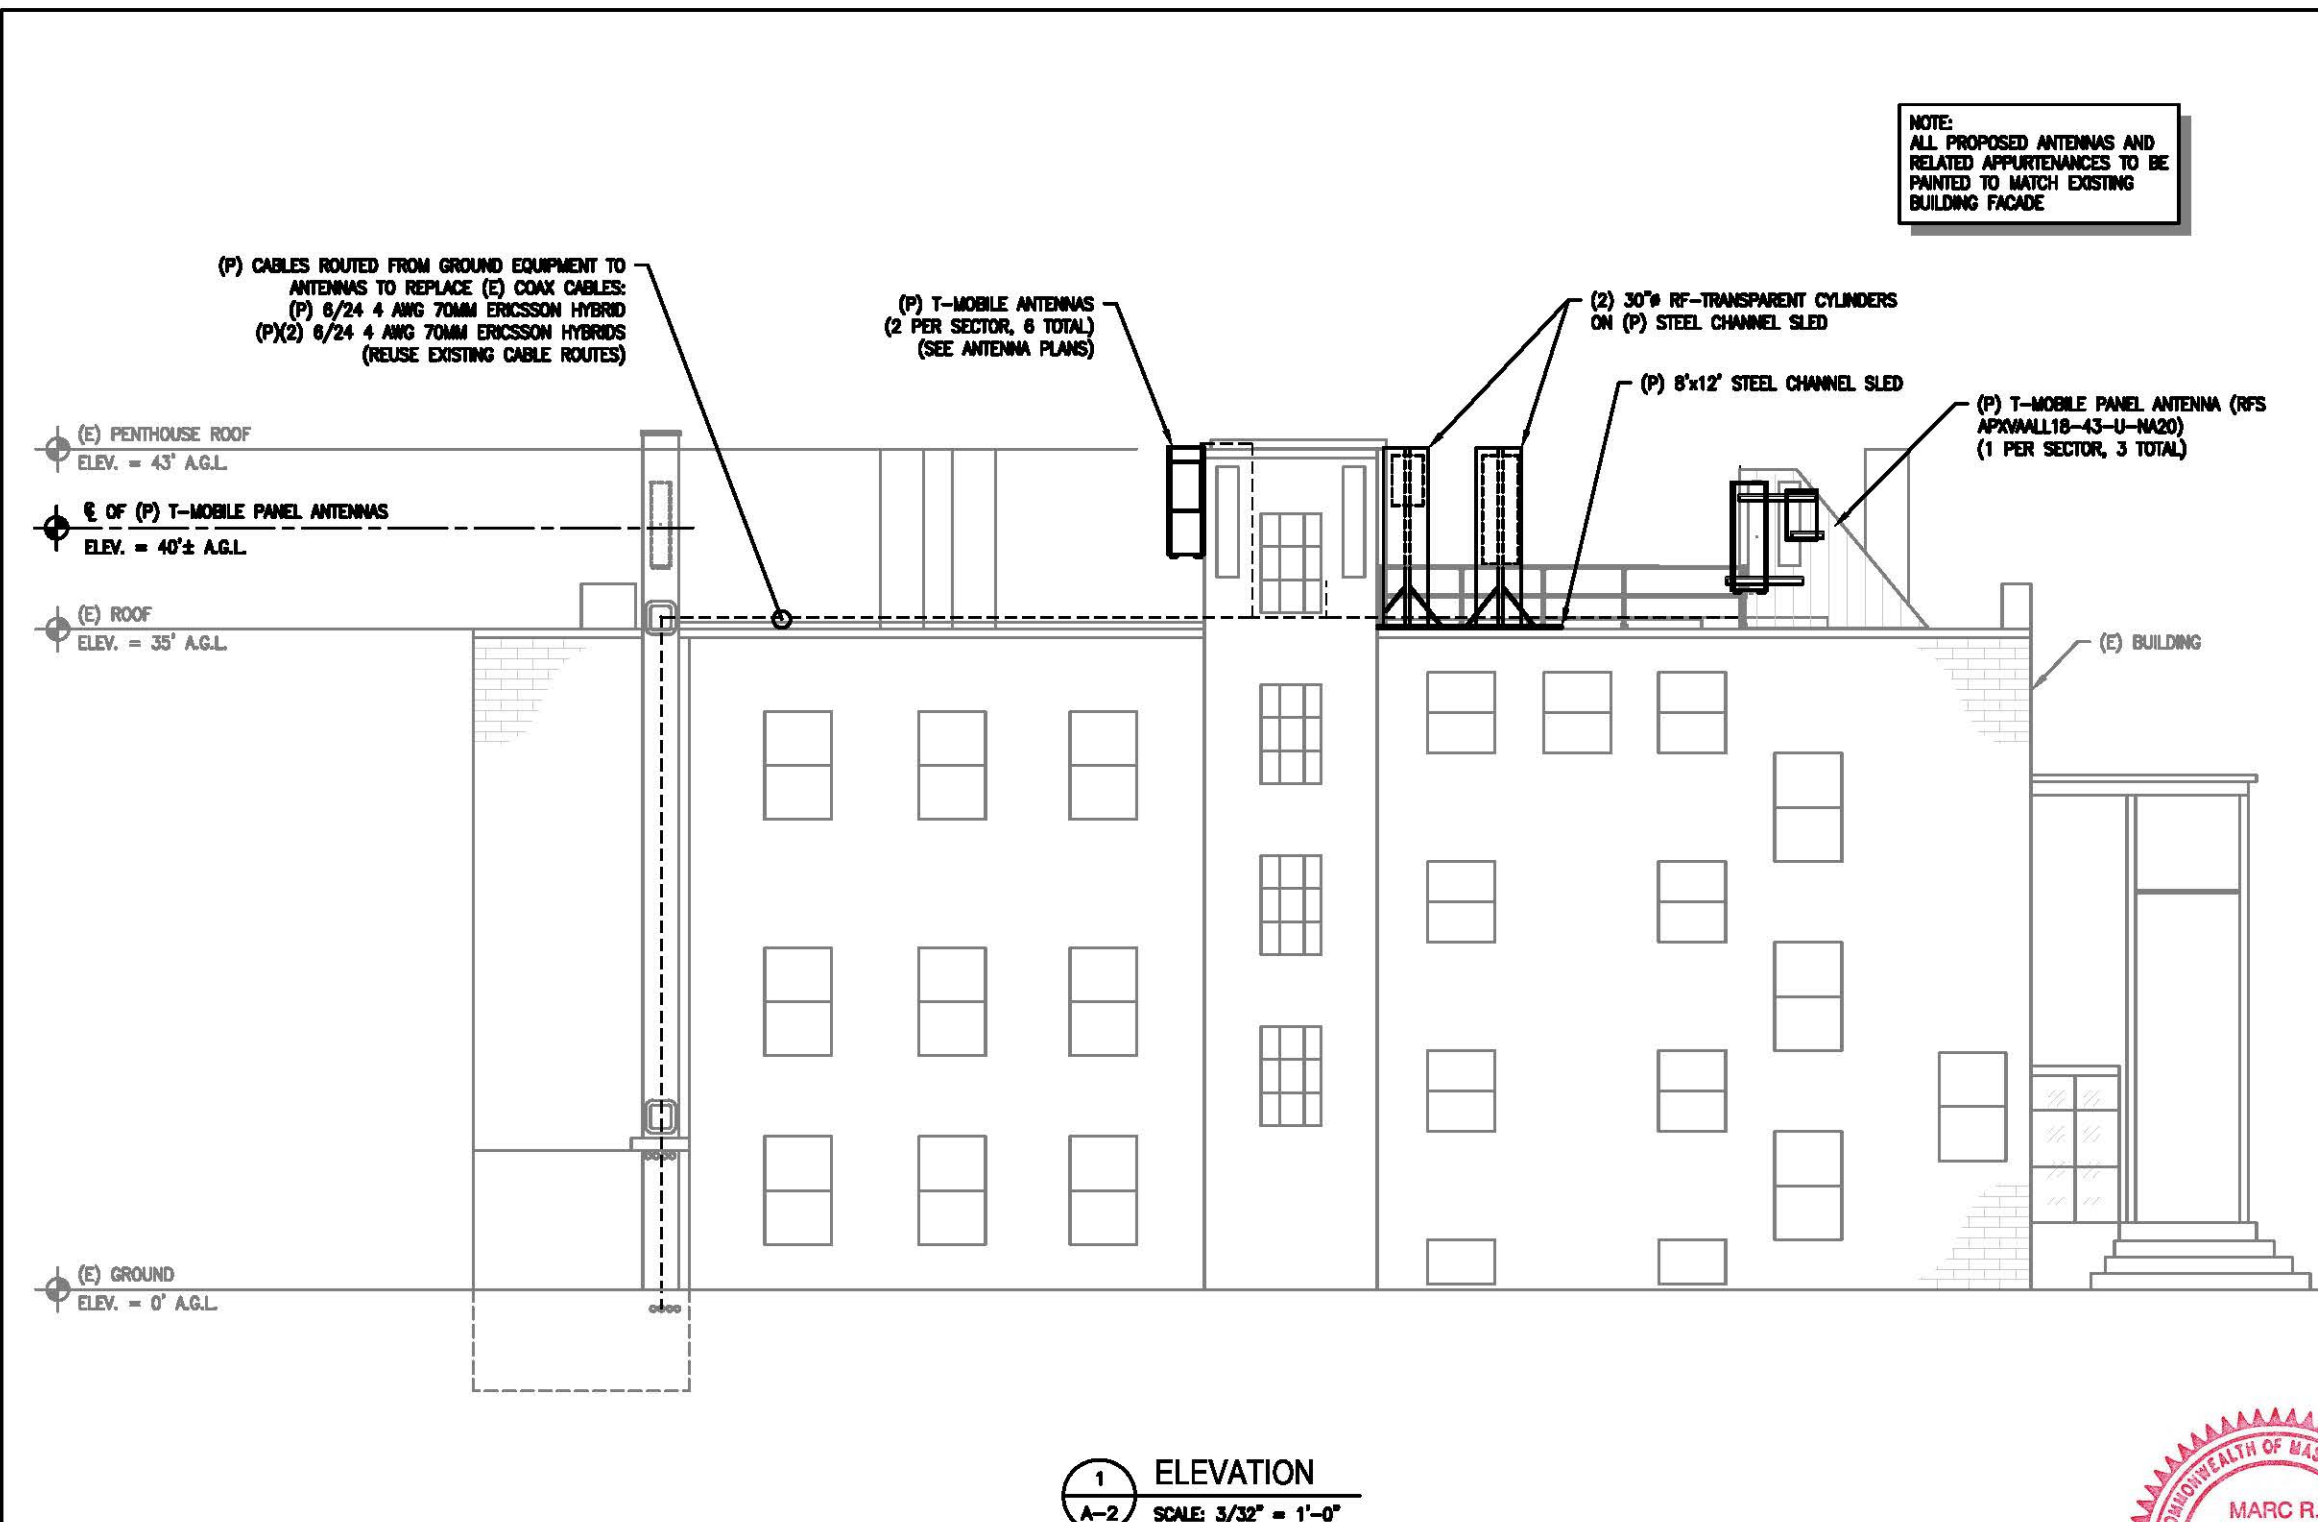 NOTE:
ALL PROPOSED ANTENNAS AND
RELATED APPURTENANCES TO BE
PAINTED TO MATCH EXISTING
BUILDING FACADE
(P) CABLES ROUTED FROM GROUND EQUIPMENT TO
ANTENNAS TO REPLACE (E) COAX CABLES:
(P) 6/24 4 AWG 70MM ERICSSON HYBRID
(P)(2) 6/24 4 AWG 70MM ERICSSON HYBRIDS
(REUSE EXISTING CABLE ROUTES)
(P) T-MOBILE ANTENNAS
(2 PER SECTOR, 6 TOTAL)
(SEE ANTENNA PLANS)
(2) 30"ø RF-TRANSPARENT CYLINDERS
ON (P) STEEL CHANNEL SLED
(P) 8'x12' STEEL CHANNEL SLED
(P) T-MOBILE PANEL ANTENNA (RFS
APXVAALL18-43-U-NA20)
(1 PER SECTOR, 3 TOTAL)
(E) PENTHOUSE ROOF
ELEV. = 43' A.G.L.
℄ OF (P) T-MOBILE PANEL ANTENNAS
ELEV. = 40'± A.G.L.
(E) ROOF
ELEV. = 35' A.G.L.
(E) BUILDING
(E) GROUND
ELEV. = 0' A.G.L.
1
A-2
ELEVATION
SCALE: 3/32" = 1'-0"
COMMONWEALTH OF MAS
MARC R.